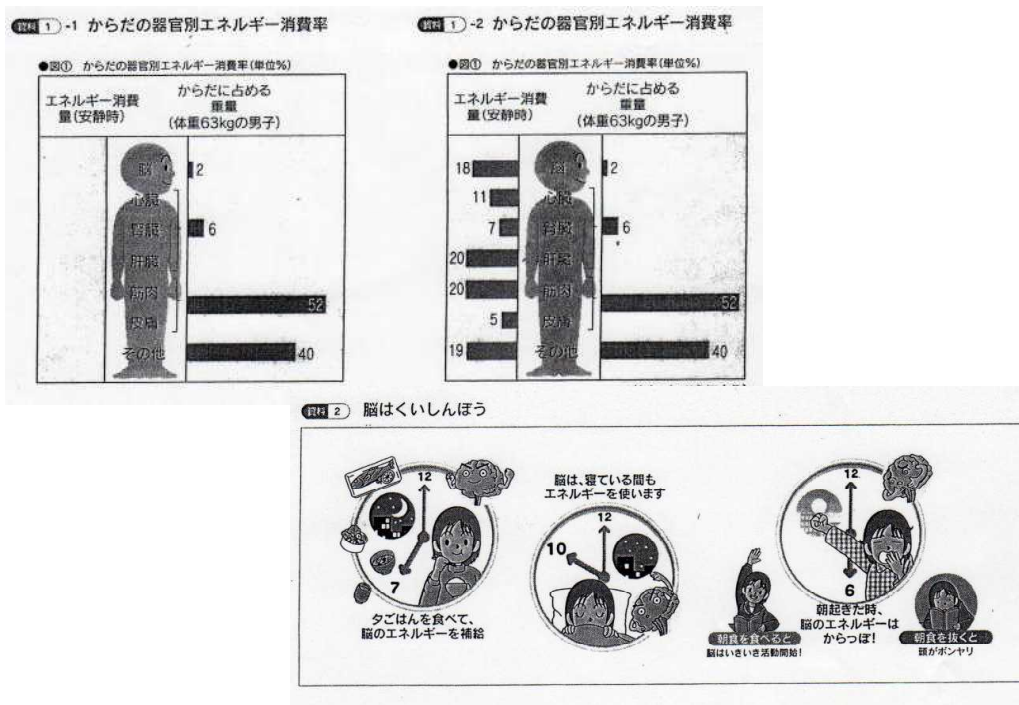 資料 1 -1 からだの器官別エネルギー消費率
●図① からだの器官別エネルギー消費率(単位%)
エネルギー消費
量(安静時)
からだに占める
重量
(体重63kgの男子)
脳
2
心臓
腎臓
6
肝臓
筋肉
52
皮膚
その他
40
資料 1 -2 からだの器官別エネルギー消費率
●図① からだの器官別エネルギー消費率(単位%)
エネルギー消費
量(安静時)
からだに占める
重量
(体重63kgの男子)
18
脳
2
11
心臓
7
腎臓
6
20
肝臓
20
筋肉
52
5
皮膚
19
その他
40
資料 2 脳はくいしんぼう
12
7
夕ごはんを食べて、
脳のエネルギーを補給
脳は、寝ている間も
エネルギーを使います
12
10
12
6
朝起きた時、
脳のエネルギーは
からっぽ!
朝食を食べると
脳はいきいき活動開始!
朝食を抜くと
頭がボンヤリ